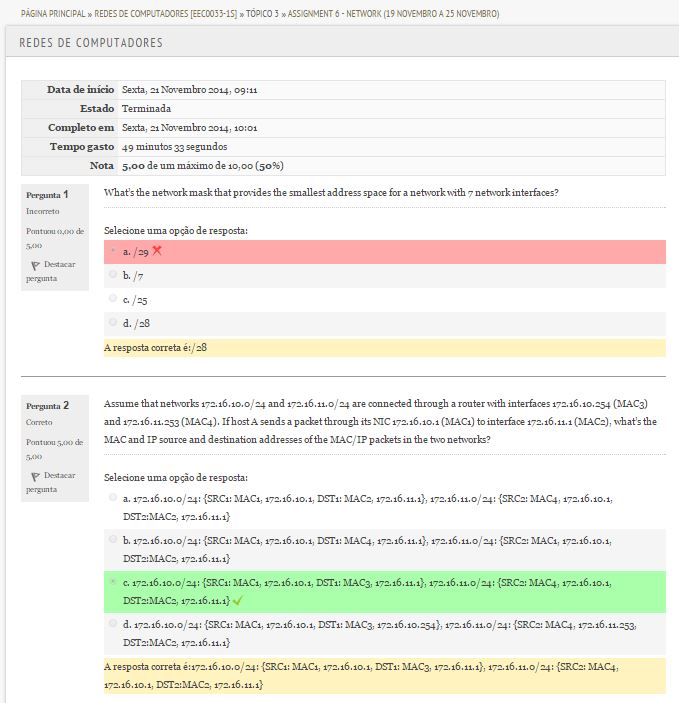 PÁGINA PRINCIPAL » REDES DE COMPUTADORES [EEC0033-1S] » TÓPICO 3 » ASSIGNMENT 6 - NETWORK (19 NOVEMBRO A 25 NOVEMBRO)
REDES DE COMPUTADORES
Data de início Sexta, 21 Novembro 2014, 09:11
Estado Terminada
Completo em Sexta, 21 Novembro 2014, 10:01
Tempo gasto 49 minutos 33 segundos
Nota 5,00 de um máximo de 10,00 (50%)
Pergunta 1
Incorreto
Pontuou 0,00 de
5,00
Destacar
pergunta
What's the network mask that provides the smallest address space for a network with 7 network interfaces?
Selecione uma opção de resposta:
a. /29
b. /7
c. /25
d. /28
A resposta correta é:/28
Pergunta 2
Correto
Pontuou 5,00 de
5,00
Destacar
pergunta
Assume that networks 172.16.10.0/24 and 172.16.11.0/24 are connected through a router with interfaces 172.16.10.254 (MAC3)
and 172.16.11.253 (MAC4). If host A sends a packet through its NIC 172.16.10.1 (MAC1) to interface 172.16.11.1 (MAC2), what's the
MAC and IP source and destination addresses of the MAC/IP packets in the two networks?
Selecione uma opção de resposta:
a. 172.16.10.0/24: {SRC1: MAC1, 172.16.10.1, DST1: MAC2, 172.16.11.1}, 172.16.11.0/24: {SRC2: MAC4, 172.16.10.1,
DST2:MAC2, 172.16.11.1}
b. 172.16.10.0/24: {SRC1: MAC1, 172.16.10.1, DST1: MAC4, 172.16.11.1}, 172.16.11.0/24: {SRC2: MAC1, 172.16.10.1,
DST2:MAC2, 172.16.11.1}
c. 172.16.10.0/24: {SRC1: MAC1, 172.16.10.1, DST1: MAC3, 172.16.11.1}, 172.16.11.0/24: {SRC2: MAC4, 172.16.10.1,
DST2:MAC2, 172.16.11.1}
d. 172.16.10.0/24: {SRC1: MAC1, 172.16.10.1, DST1: MAC3, 172.16.10.254}, 172.16.11.0/24: {SRC2: MAC4, 172.16.11.253,
DST2:MAC2, 172.16.11.1}
A resposta correta é:172.16.10.0/24: {SRC1: MAC1, 172.16.10.1, DST1: MAC3, 172.16.11.1}, 172.16.11.0/24: {SRC2: MAC4,
172.16.10.1, DST2:MAC2, 172.16.11.1}